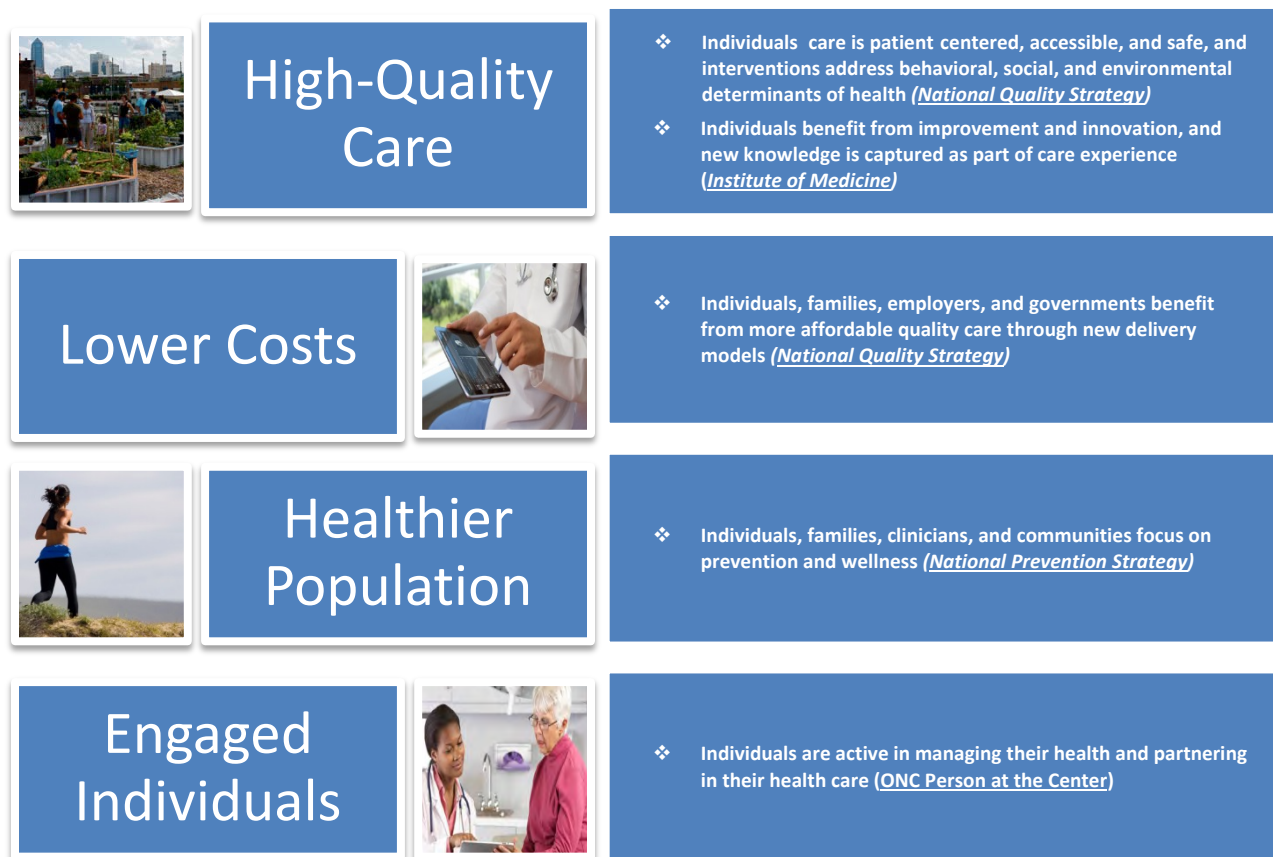 High-Quality
Care
❖ Individuals  care is patient centered, accessible, and safe, and
interventions address behavioral, social, and environmental
determinants of health (National Quality Strategy)
❖ Individuals benefit from improvement and innovation, and
new knowledge is captured as part of care experience
(Institute of Medicine)
Lower Costs
❖ Individuals, families, employers, and governments benefit
from more affordable quality care through new delivery
models (National Quality Strategy)
Healthier
Population
❖ Individuals, families, clinicians, and communities focus on
prevention and wellness (National Prevention Strategy)
Engaged
Individuals
❖ Individuals are active in managing their health and partnering
in their health care (ONC Person at the Center)